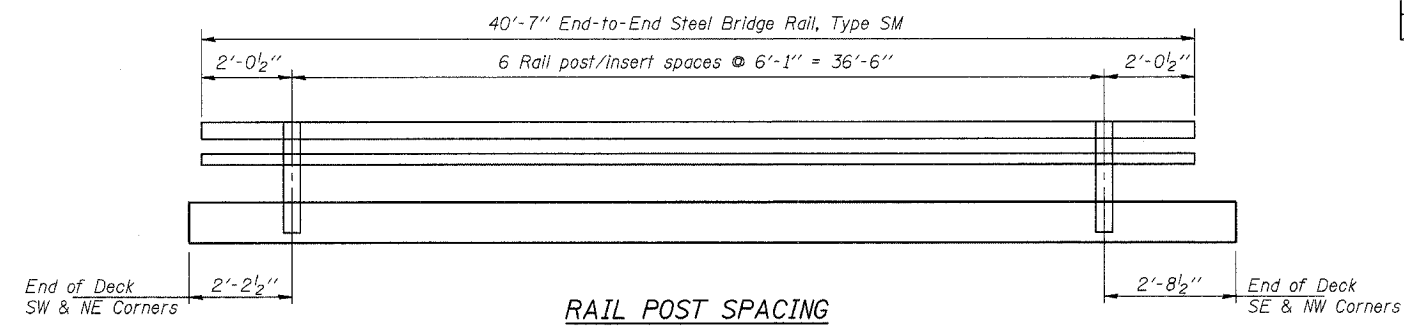 40'-7" End-to-End Steel Bridge Rail, Type SM
2'-0½" 6 Rail post/insert spaces @ 6'-1" = 36'-6" 2'-0½"
End of Deck
SW & NE Corners
2'-2½"
RAIL POST SPACING
2'-8½"
End of Deck
SE & NW Corners